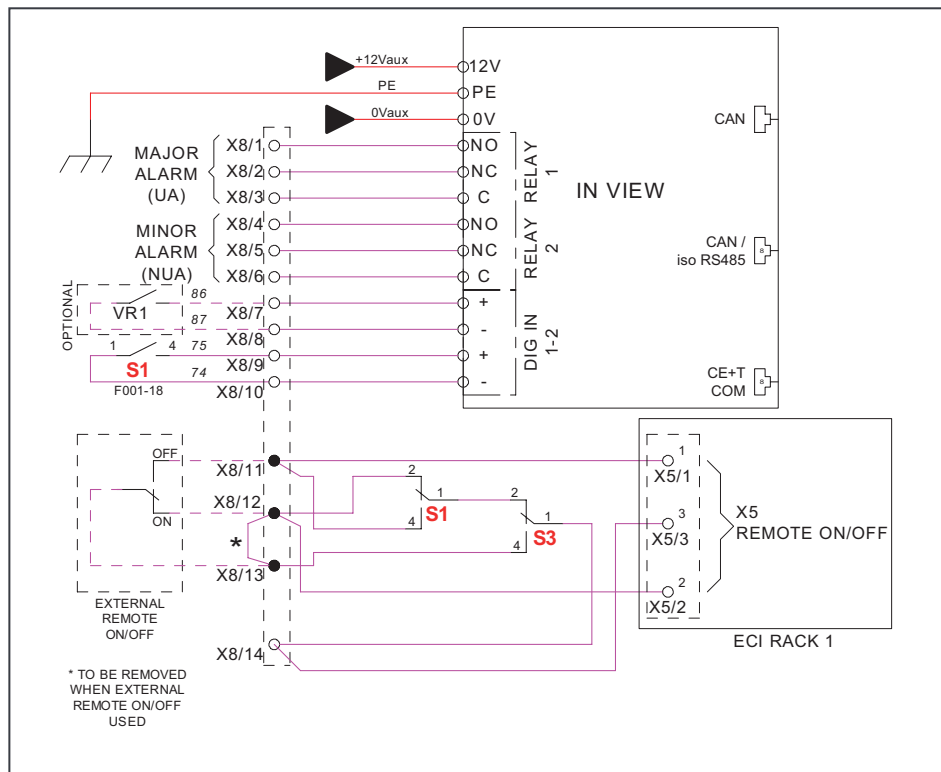 +12Vaux
12V
PE
PE
0Vaux
0V
CAN
MAJOR
ALARM
(UA)
X8/1
NO
X8/2
NC
X8/3
C
RELAY
1
IN VIEW
MINOR
ALARM
(NUA)
X8/4
NO
X8/5
NC
X8/6
C
RELAY
2
CAN /
iso RS485
8
OPTIONAL
VR1
86
X8/7
+
87
X8/8
-
1
4
75
S1
F001-18
X8/9
+
74
X8/10
-
DIG IN
1-2
CE+T
COM
8
OFF
ON
X8/11
X8/12
*
X8/13
X8/14
2
1
4
S1
2
1
4
S3
1
X5/1
3
X5/3
2
X5/2
X5
REMOTE ON/OFF
ECI RACK 1
EXTERNAL
REMOTE
ON/OFF
* TO BE REMOVED
WHEN EXTERNAL
REMOTE ON/OFF
USED